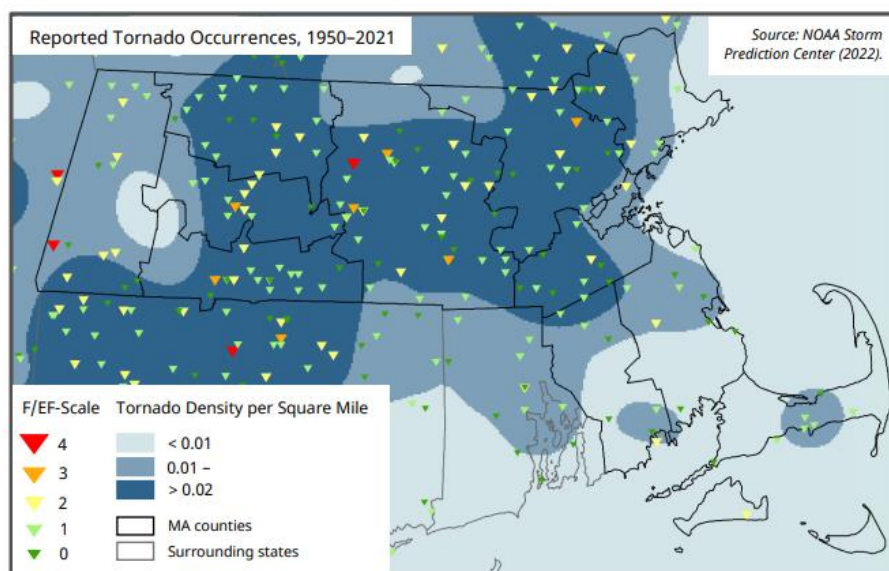 Reported Tornado Occurrences, 1950–2021
Source: NOAA Storm
Prediction Center (2022).
F/EF-Scale
4
3
2
1
0
Tornado Density per Square Mile
< 0.01
0.01 –
> 0.02
MA counties
Surrounding states